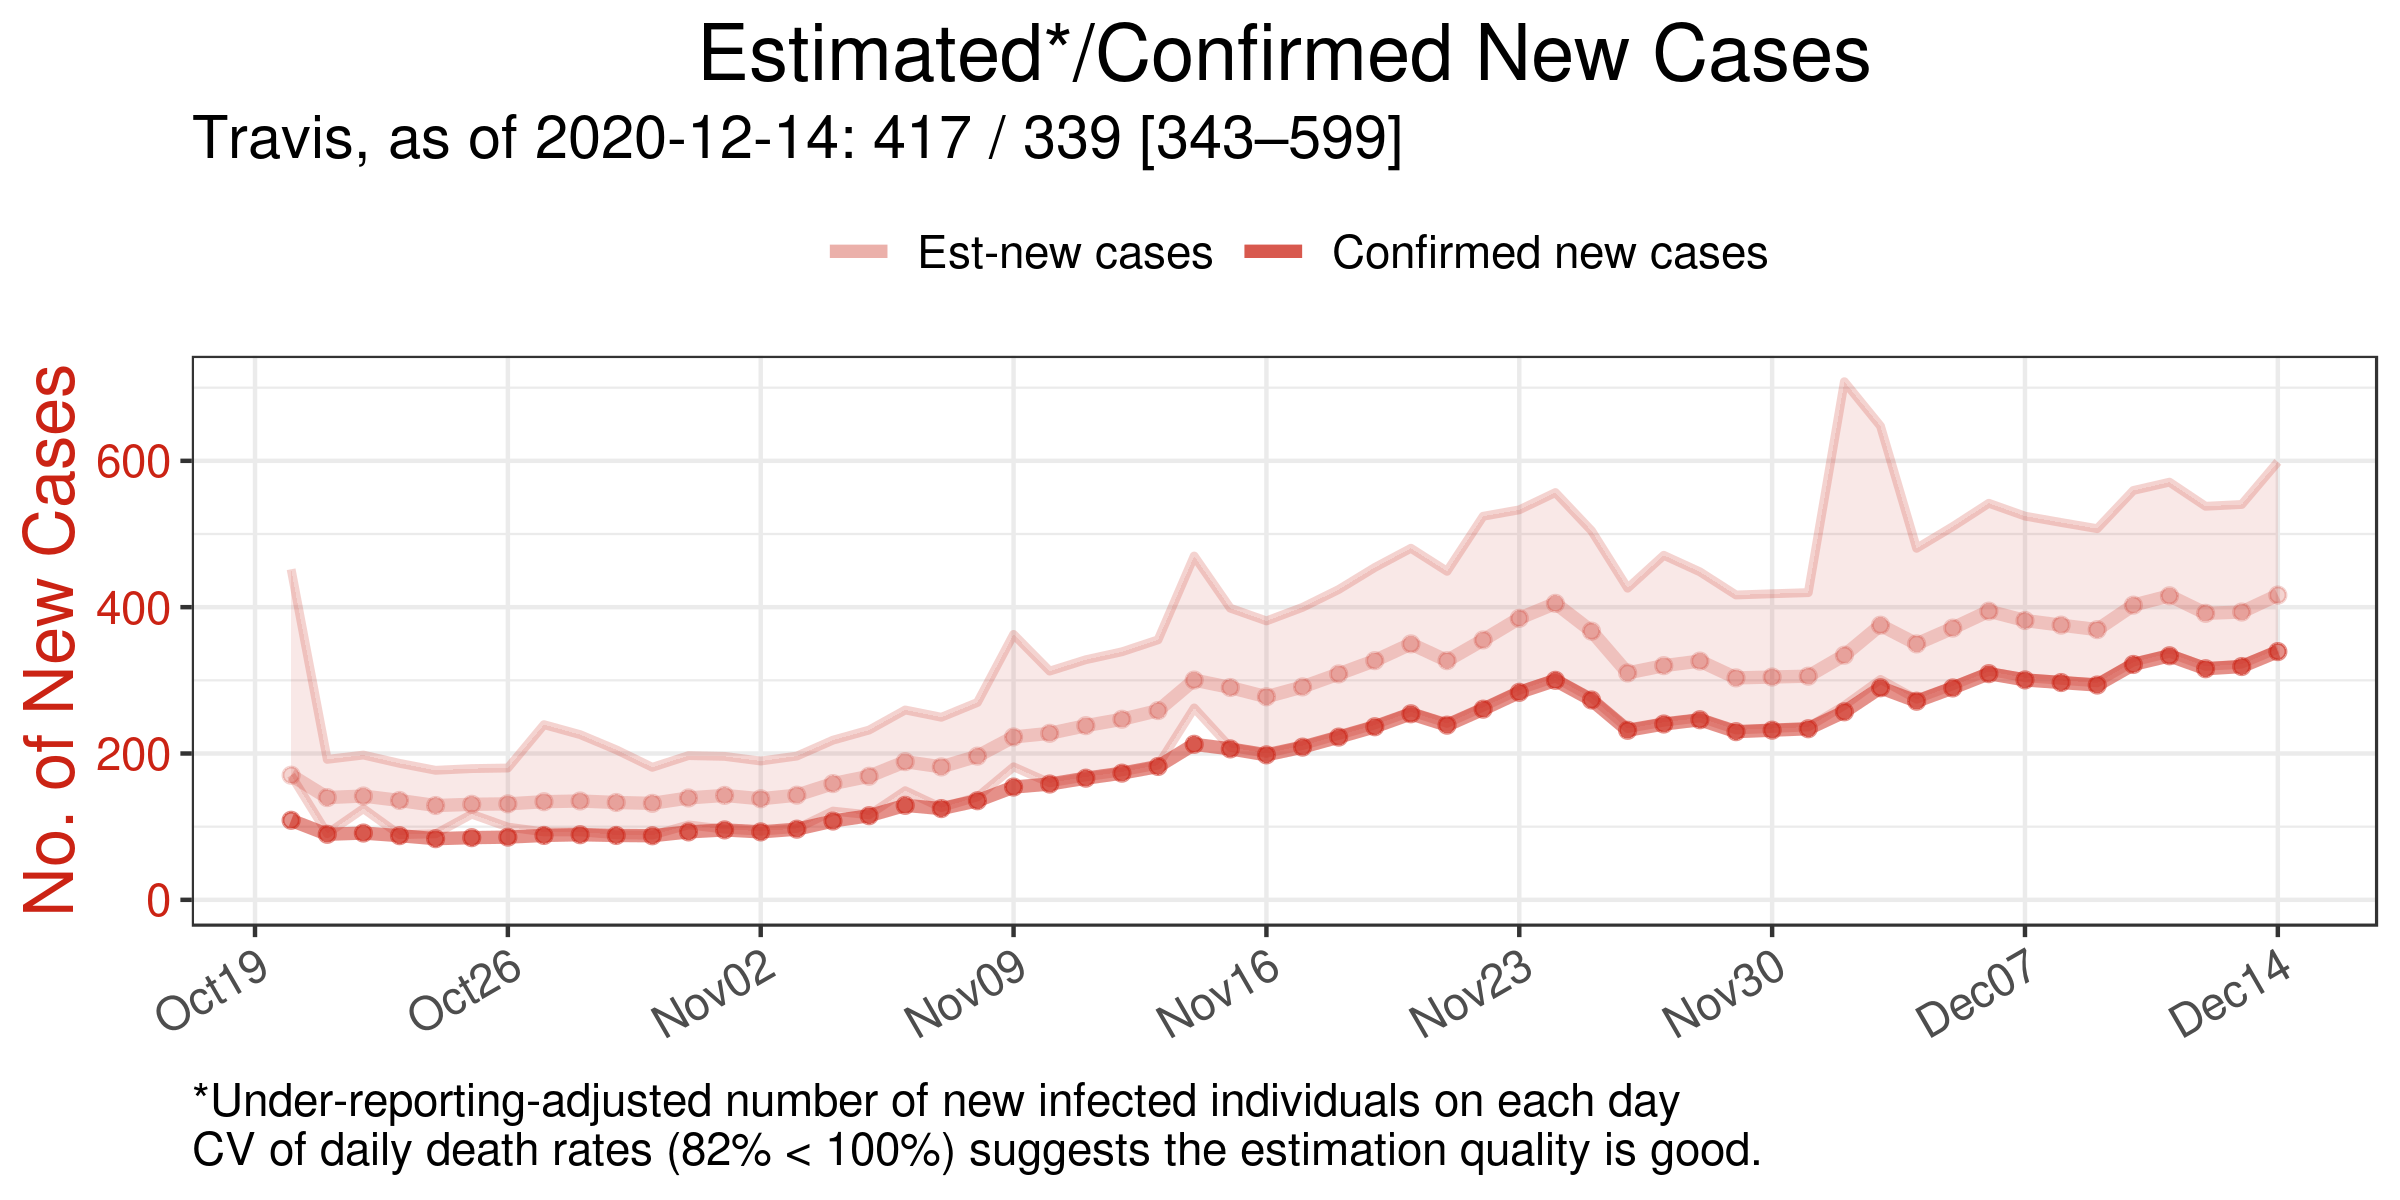 Estimated*/Confirmed New Cases
Travis, as of 2020-12-14: 417 / 339 [343–599]
Est-new cases
Confirmed new cases
No. of New Cases
600
400
200
0
Oct19
Oct26
Nov02
Nov09
Nov16
Nov23
Nov30
Dec07
Dec14
*Under-reporting-adjusted number of new infected individuals on each day
CV of daily death rates (82% < 100%) suggests the estimation quality is good.